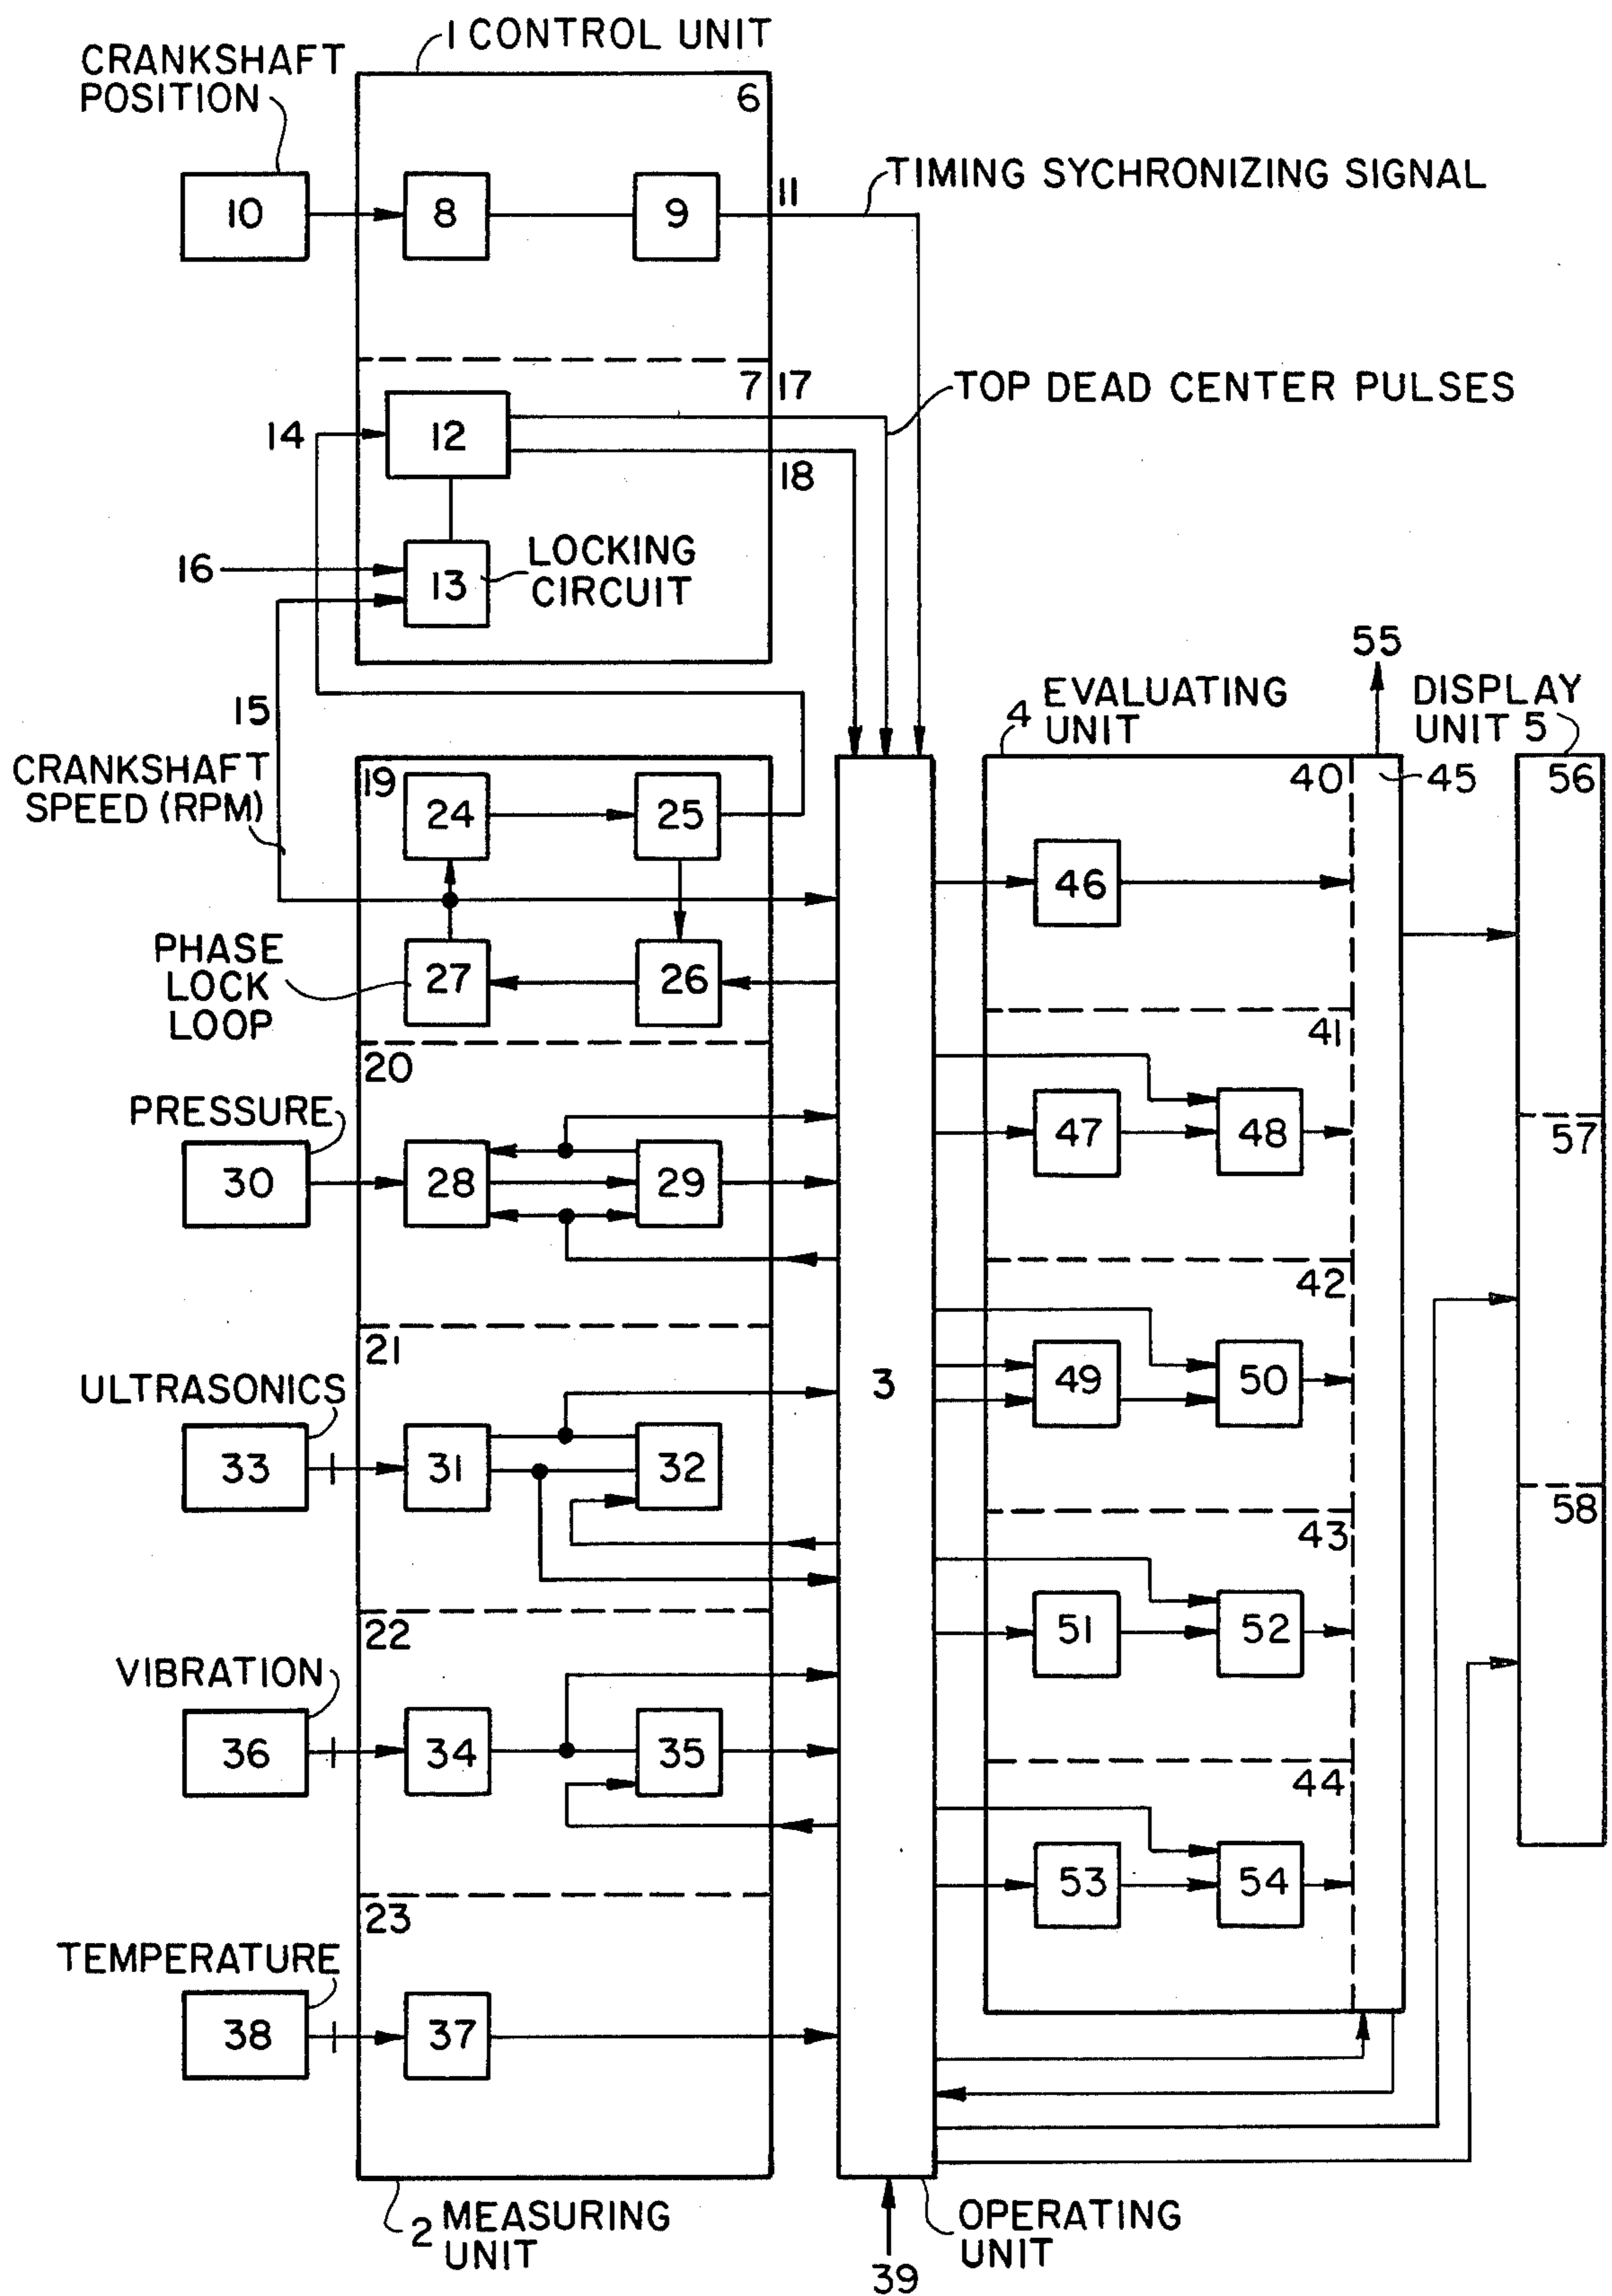 1 CONTROL UNIT
CRANKSHAFT
POSITION
6
10
8
9
11
TIMING SYCHRONIZING SIGNAL
7
17
TOP DEAD CENTER PULSES
14
12
18
16
13
LOCKING
CIRCUIT
15
CRANKSHAFT
SPEED (RPM)
19
24
25
PHASE
LOCK
LOOP
27
26
20
PRESSURE
30
28
29
21
ULTRASONICS
33
31
32
22
VIBRATION
36
34
35
23
TEMPERATURE
38
37
2 MEASURING
UNIT
3
OPERATING
UNIT
39
4 EVALUATING
UNIT
55
DISPLAY
UNIT 5
40
45
56
46
41
47
48
57
42
49
50
43
58
51
52
44
53
54